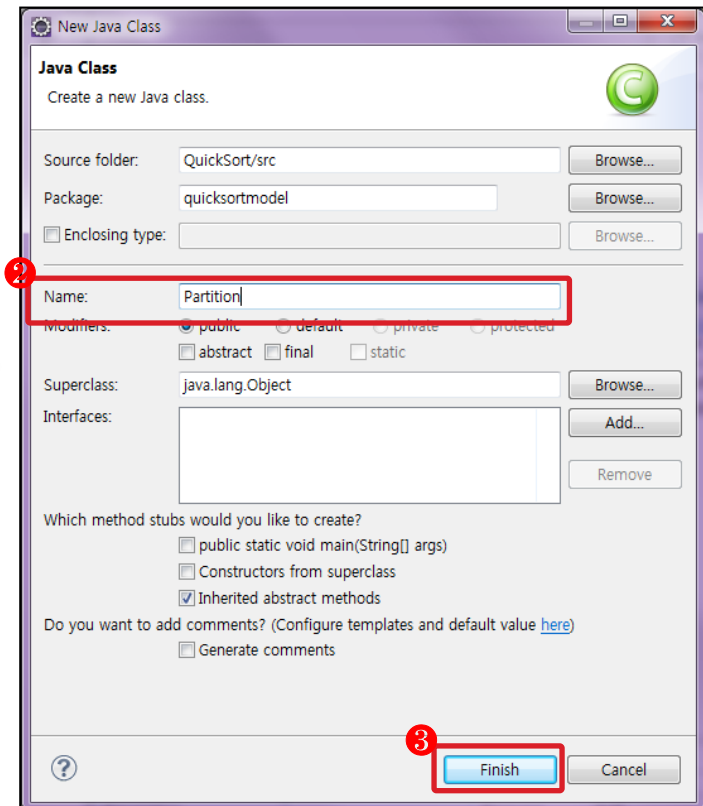 New Java Class
Java Class
Create a new Java class.
C
Source folder: QuickSort/src Browse...
Package: quicksortmodel Browse...
Enclosing type: Browse...
2
Name: Partition
Modifiers: public default private protected
abstract final static
Superclass: java.lang.Object Browse...
Interfaces: Add...
Remove
Which method stubs would you like to create?
public static void main(String[] args)
Constructors from superclass
Inherited abstract methods
Do you want to add comments? (Configure templates and default value here)
Generate comments
3
? Finish Cancel